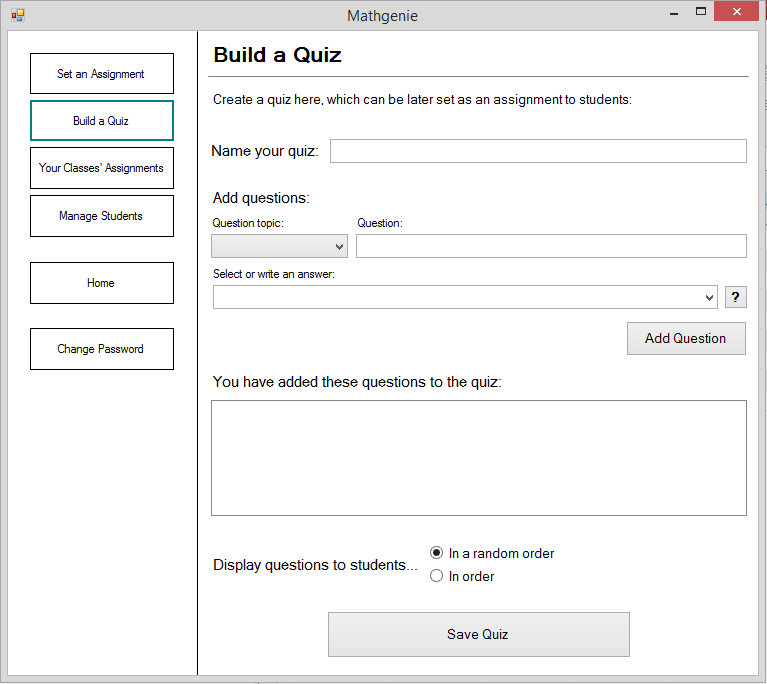 Mathgenie
Set an Assignment
Build a Quiz
Your Classes' Assignments
Manage Students
Home
Change Password
Build a Quiz
Create a quiz here, which can be later set as an assignment to students:
Name your quiz:
Add questions:
Question topic: Question:
Select or write an answer:
?
Add Question
You have added these questions to the quiz:
Display questions to students...
In a random order
In order
Save Quiz